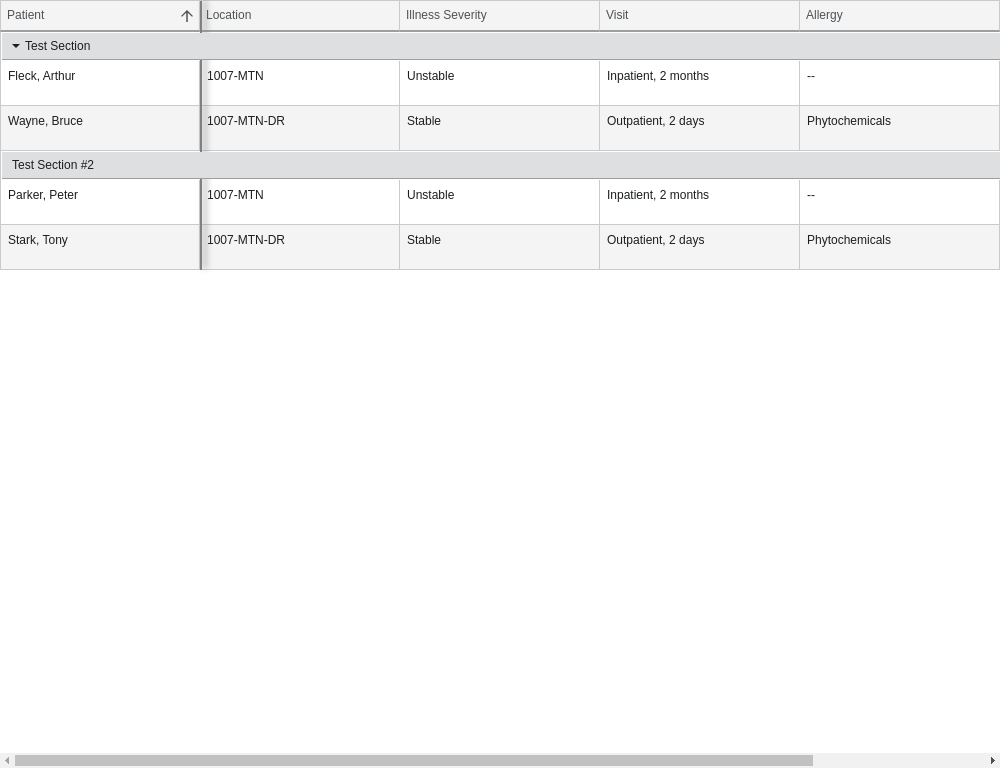 Patient Location Illness Severity Visit Allergy
Test Section
Fleck, Arthur 1007-MTN Unstable Inpatient, 2 months --
Wayne, Bruce 1007-MTN-DR Stable Outpatient, 2 days Phytochemicals
Test Section #2
Parker, Peter 1007-MTN Unstable Inpatient, 2 months --
Stark, Tony 1007-MTN-DR Stable Outpatient, 2 days Phytochemicals